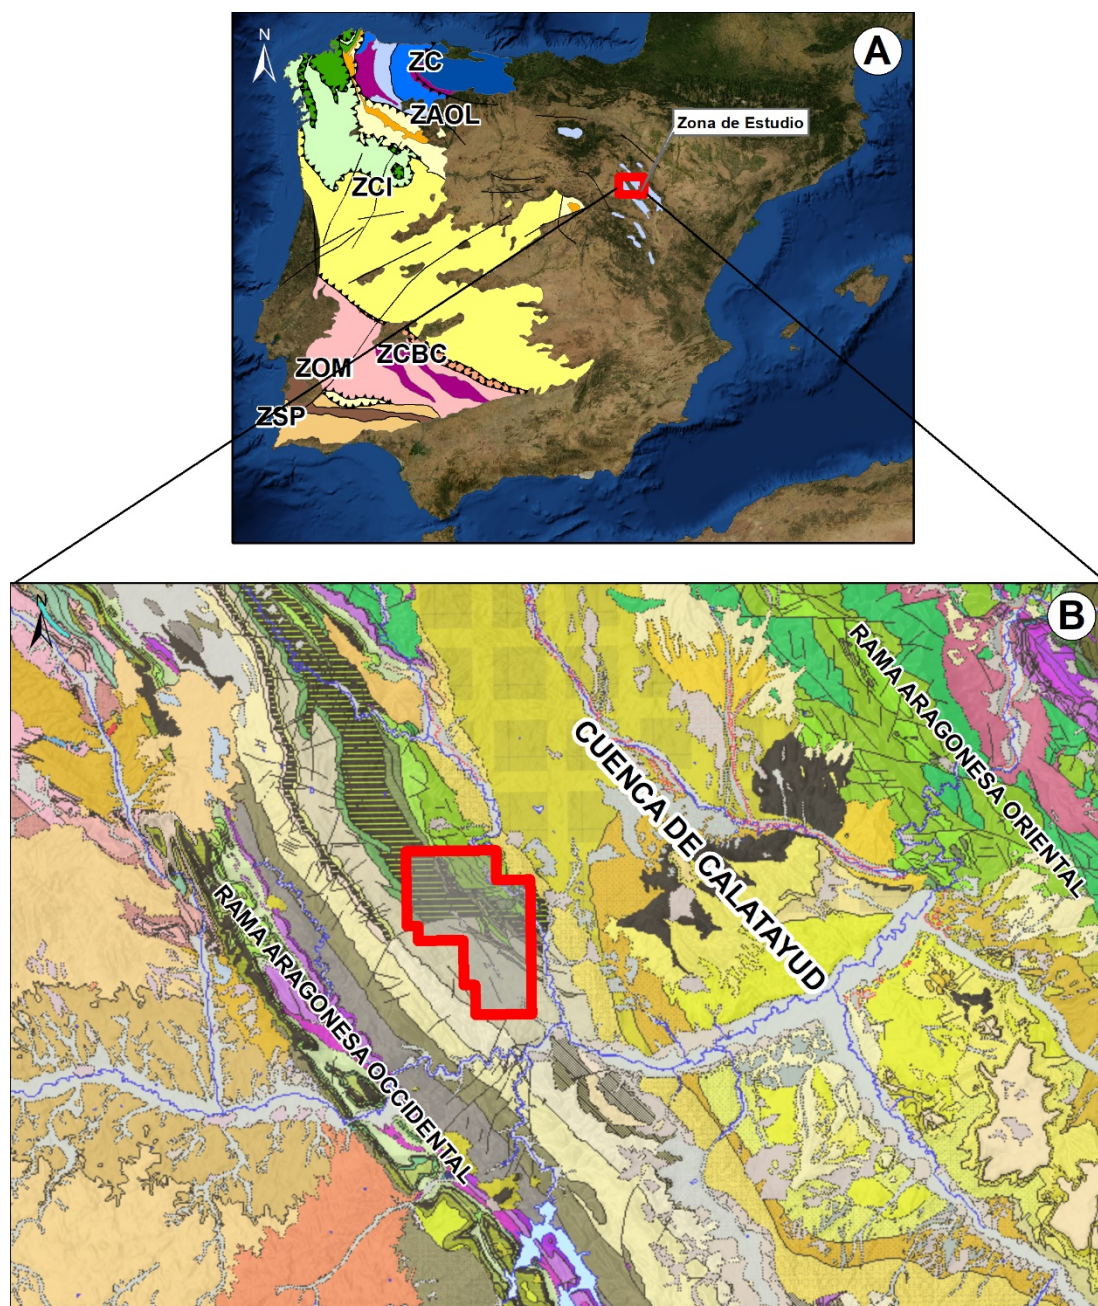 N
A
ZC
ZAOL
Zona de Estudio
ZCI
ZCBC
ZOM
ZSP
N
B
RAMA ARAGONESA ORIENTAL
CUENCA DE CALATAYUD
RAMA ARAGONESA OCCIDENTAL